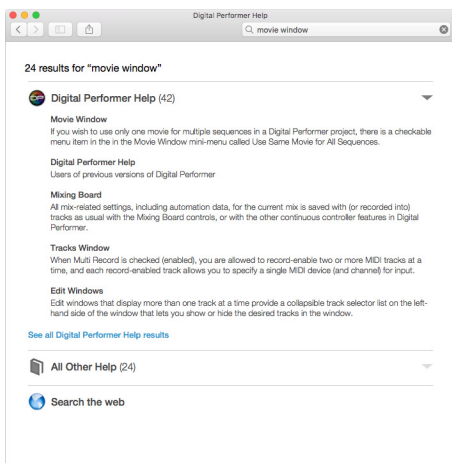 Digital Performer Help
movie window
24 results for “movie window”
Digital Performer Help (42)
Movie Window
If you wish to use only one movie for multiple sequences in a Digital Performer project, there is a checkable
menu item in the in the Movie Window mini-menu called Use Same Movie for All Sequences.
Digital Performer Help
Users of previous versions of Digital Performer
Mixing Board
All mix-related settings, including automation data, for the current mix is saved with (or recorded into)
tracks as usual with the Mixing Board controls, or with the other continuous controller features in Digital
Performer.
Tracks Window
When Multi Record is checked (enabled), you are allowed to record-enable two or more MIDI tracks at a
time, and each record-enabled track allows you to specify a single MIDI device (and channel) for input.
Edit Windows
Edit windows that display more than one track at a time provide a collapsible track selector list on the left-
hand side of the window that lets you show or hide the desired tracks in the window.
See all Digital Performer Help results
All Other Help (24)
Search the web